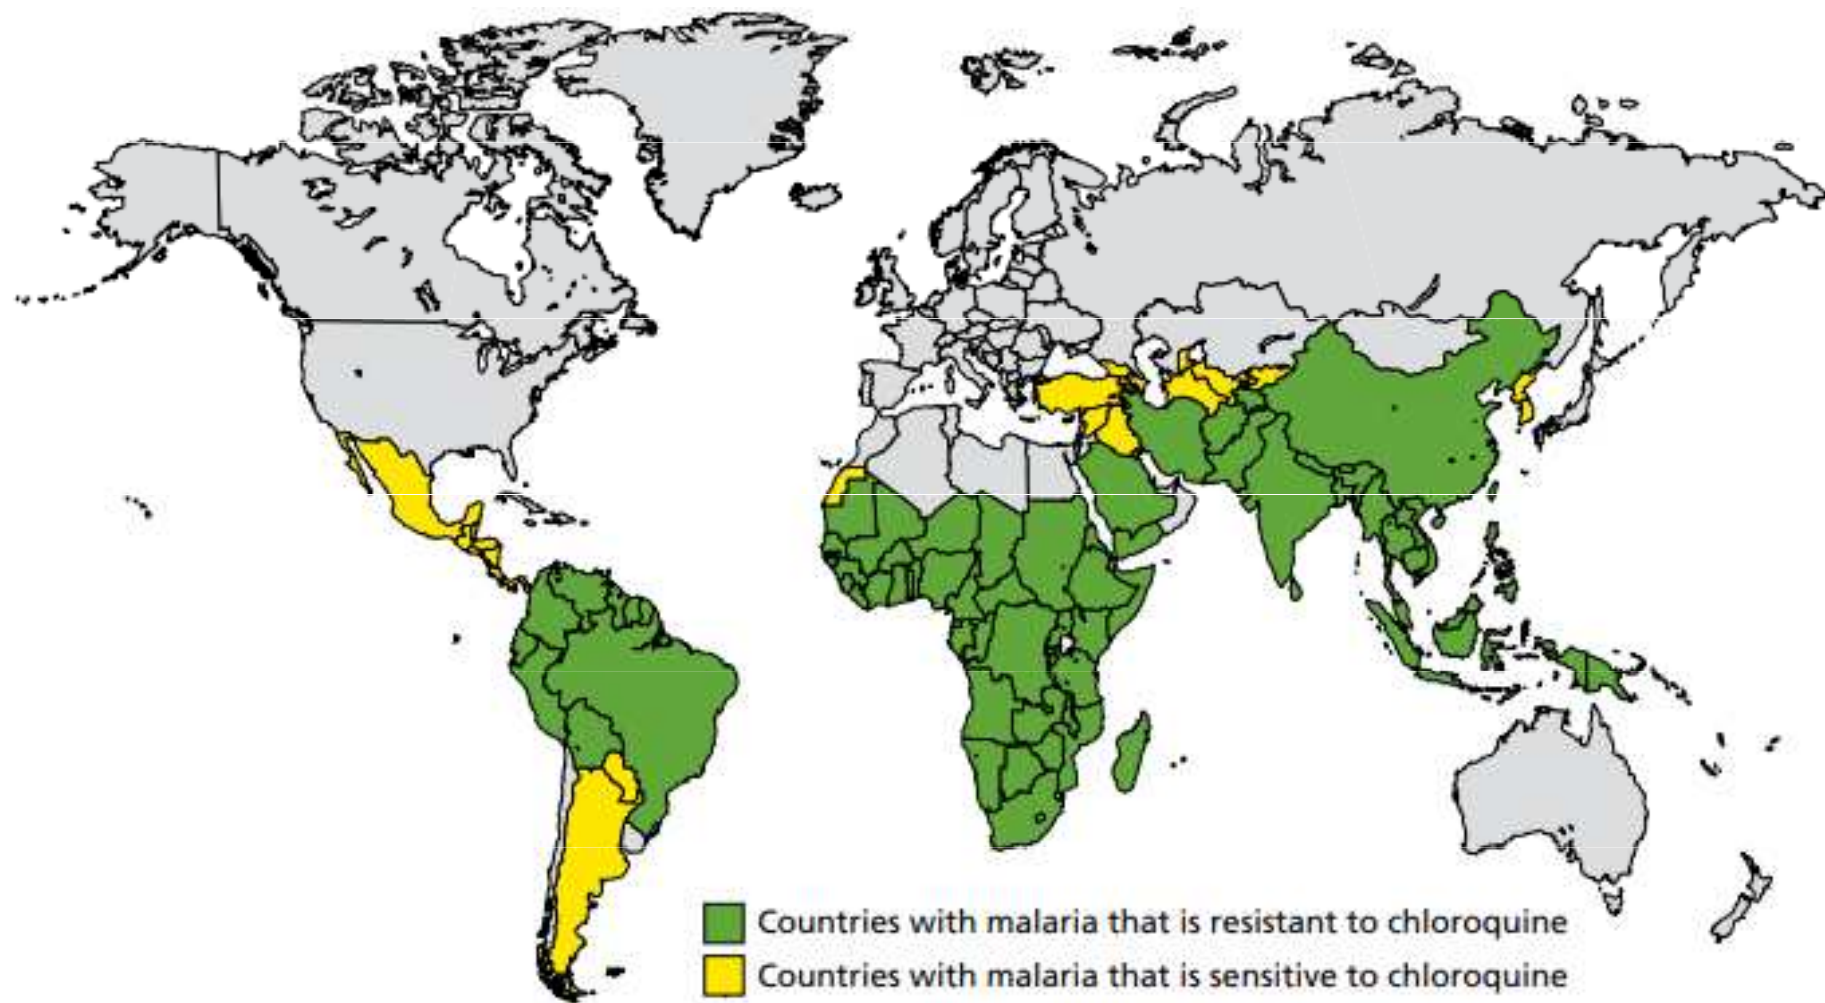 Countries with malaria that is resistant to chloroquine
Countries with malaria that is sensitive to chloroquine